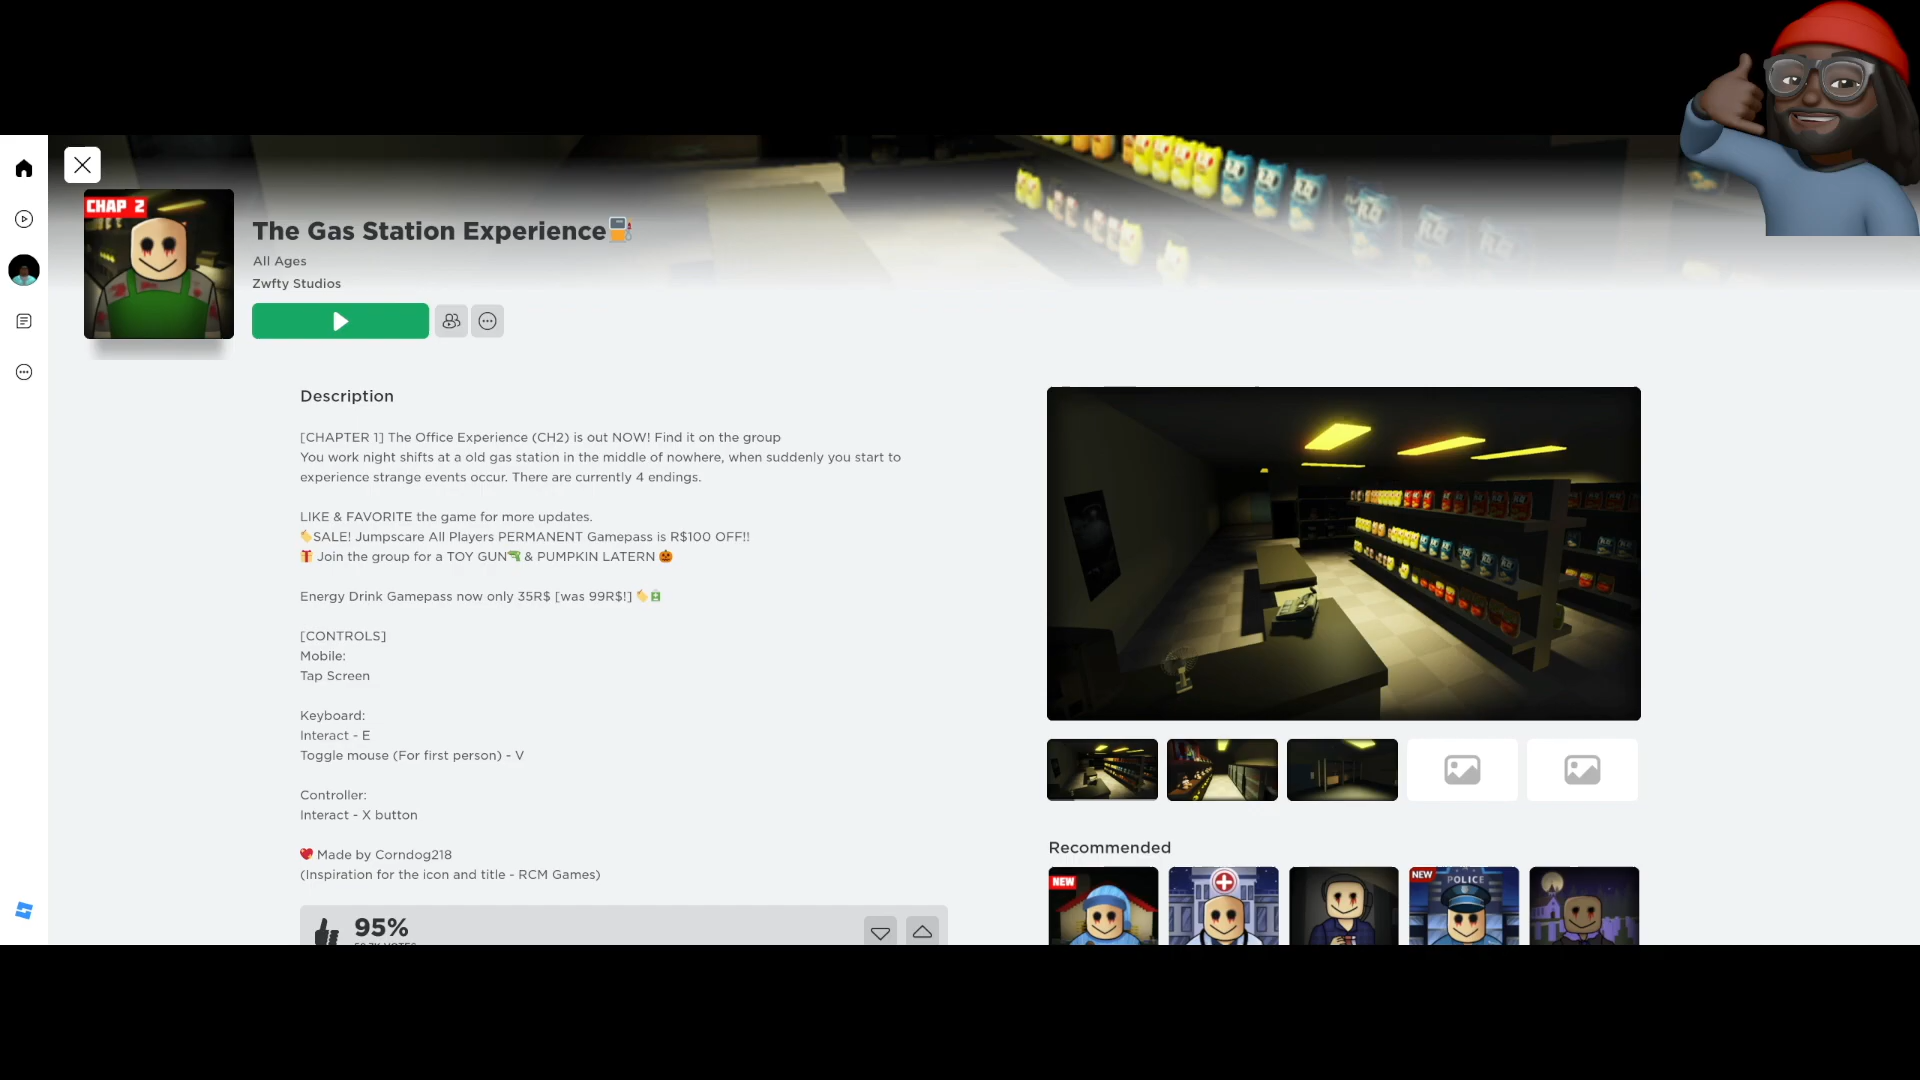 CHAP 2
The Gas Station Experience⛽
All Ages
Zwfty Studios
Description
[CHAPTER 1] The Office Experience (CH2) is out NOW! Find it on the group
You work night shifts at a old gas station in the middle of nowhere, when suddenly you start to
experience strange events occur. There are currently 4 endings.
LIKE & FAVORITE the game for more updates.
🏷️SALE! Jumpscare All Players PERMANENT Gamepass is R$100 OFF!!
🎁 Join the group for a TOY GUN🔫 & PUMPKIN LATERN 🎃
Energy Drink Gamepass now only 35R$ [was 99R$!] 🏷️🔋
[CONTROLS]
Mobile:
Tap Screen
Keyboard:
Interact - E
Toggle mouse (For first person) - V
Controller:
Interact - X button
❤️ Made by Corndog218
(Inspiration for the icon and title - RCM Games)
95%
Recommended
NEW
NEW
POLICE